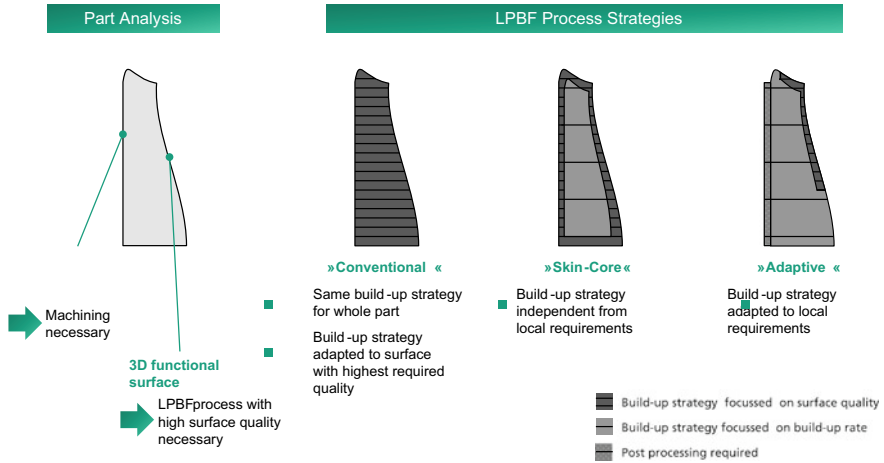 Part Analysis
LPBF Process Strategies
Machining
necessary
3D functional
surface
LPBFprocess with
high surface quality
necessary
»Conventional «
Same build-up strategy
for whole part
Build-up strategy
adapted to surface
with highest required
quality
»Skin-Core«
Build-up strategy
independent from
local requirements
»Adaptive «
Build-up strategy
adapted to local
requirements
Build-up strategy focussed on surface quality
Build-up strategy focussed on build-up rate
Post processing required